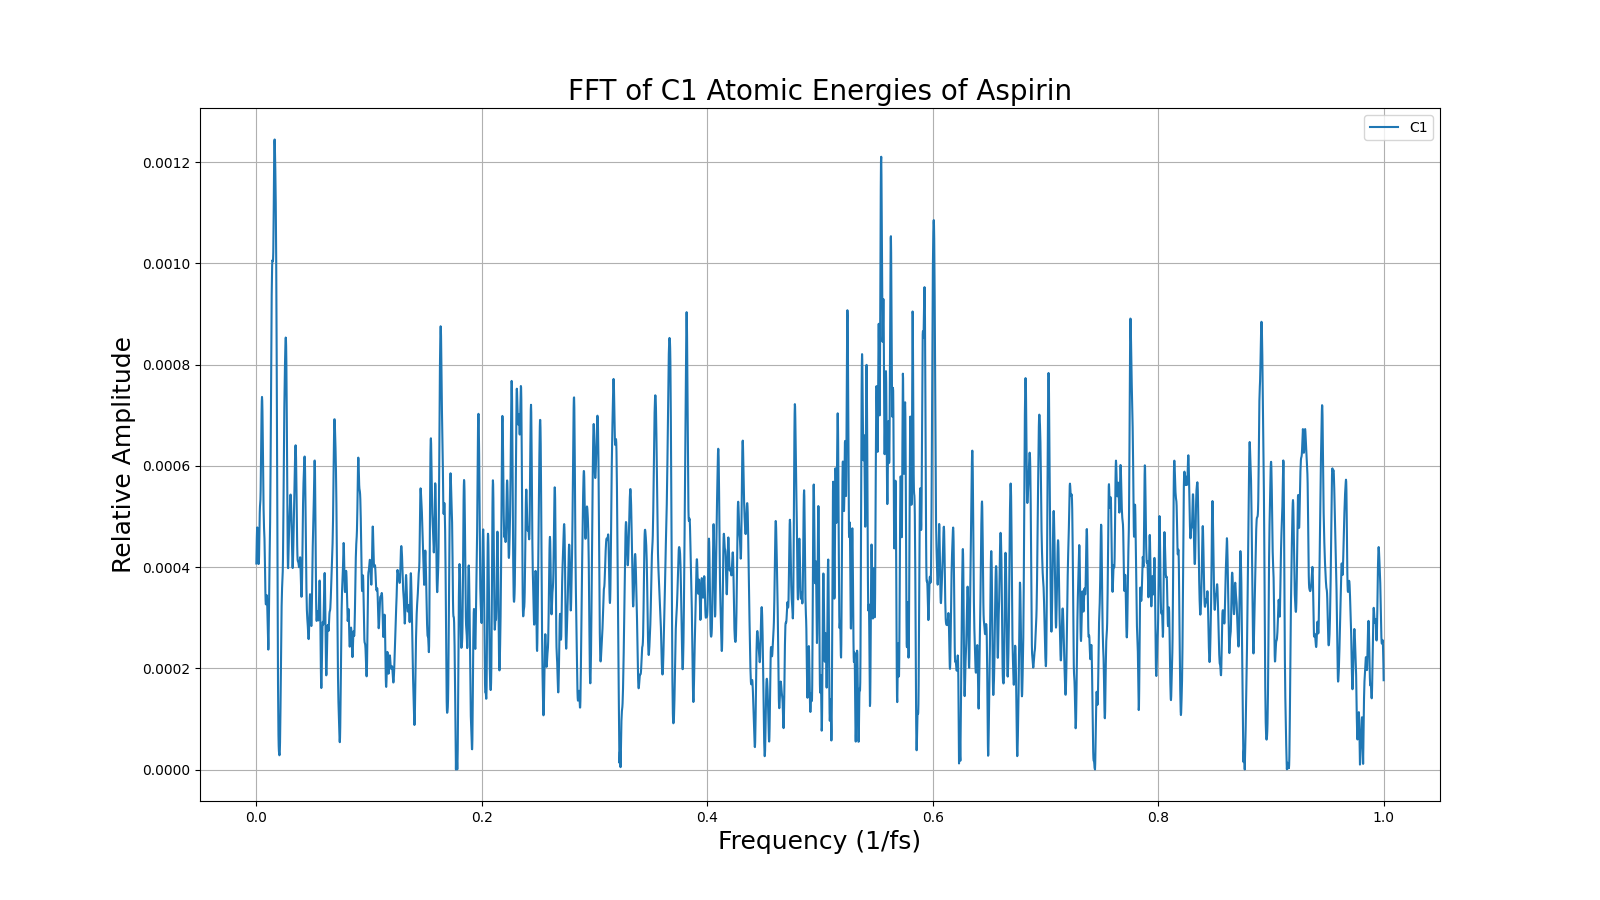 FFT of C1 Atomic Energies of Aspirin
C1
Relative Amplitude
0.0012
0.0010
0.0008
0.0006
0.0004
0.0002
0.0000
0.0 0.2 0.4 0.6 0.8 1.0
Frequency (1/fs)